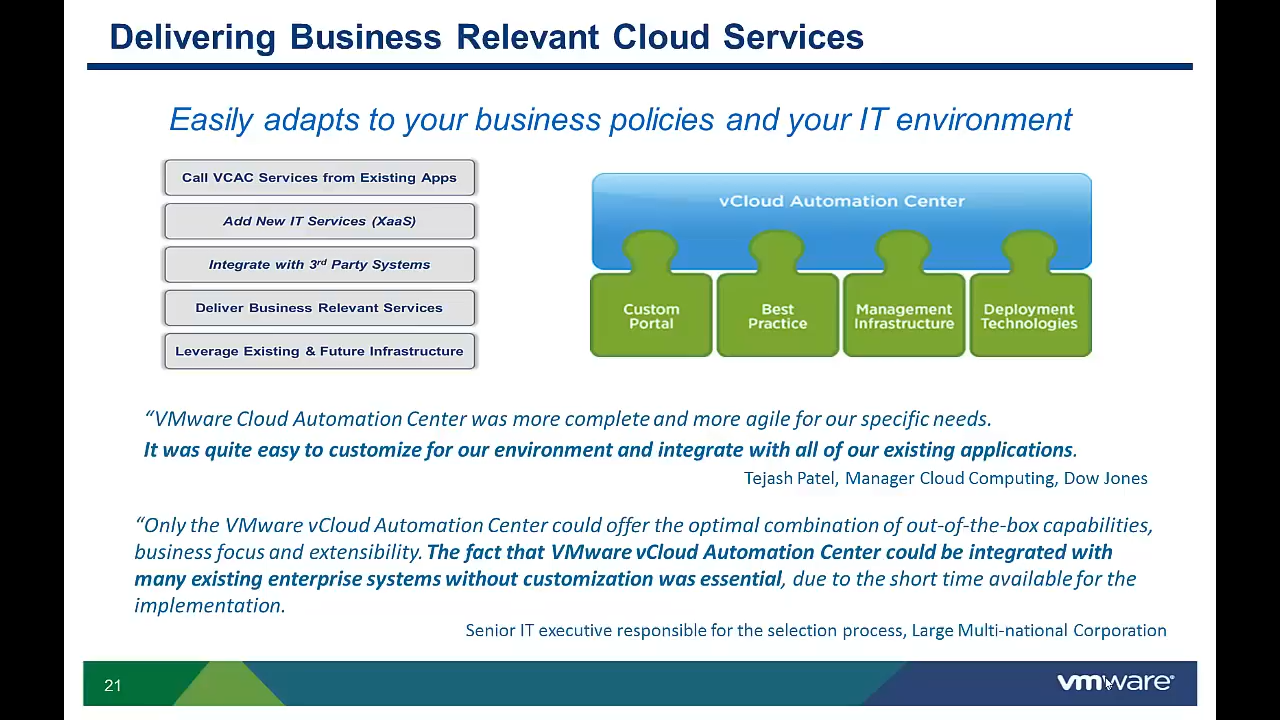 Delivering Business Relevant Cloud Services
Easily adapts to your business policies and your IT environment
Call VCAC Services from Existing Apps
Add New IT Services (XaaS)
Integrate with 3rd Party Systems
Deliver Business Relevant Services
Leverage Existing & Future Infrastructure
vCloud Automation Center
Custom
Portal
Best
Practice
Management
Infrastructure
Deployment
Technologies
“VMware Cloud Automation Center was more complete and more agile for our specific needs.
It was quite easy to customize for our environment and integrate with all of our existing applications.
Tejash Patel, Manager Cloud Computing, Dow Jones
“Only the VMware vCloud Automation Center could offer the optimal combination of out-of-the-box capabilities,
business focus and extensibility. The fact that VMware vCloud Automation Center could be integrated with
many existing enterprise systems without customization was essential, due to the short time available for the
implementation.
Senior IT executive responsible for the selection process, Large Multi-national Corporation
21
vmware®